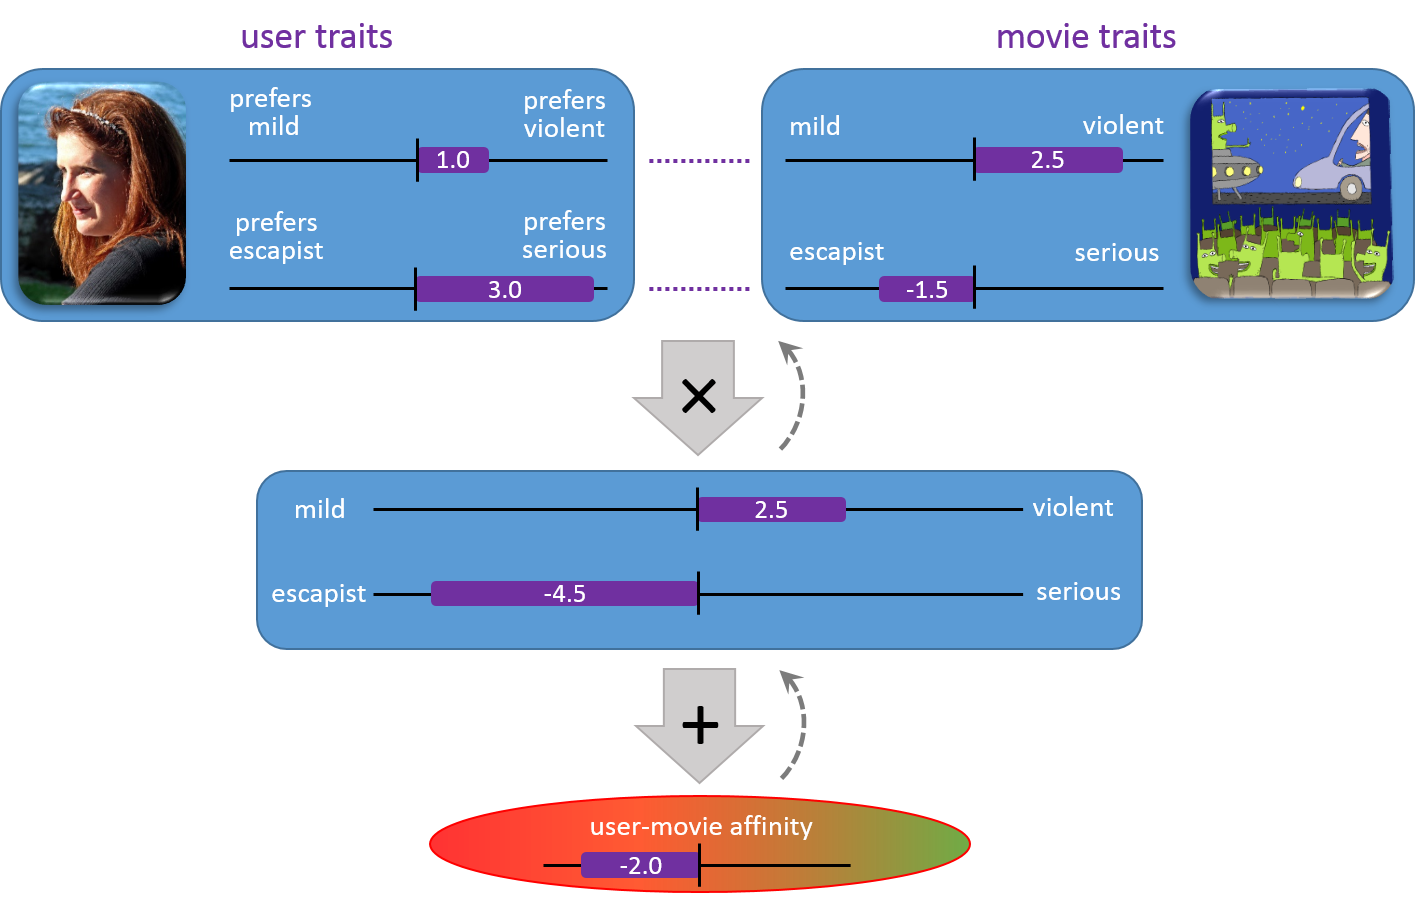 user traits
movie traits
prefers
mild
prefers
violent
1.0
prefers
escapist
prefers
serious
3.0
mild
violent
2.5
escapist
serious
-1.5
×
mild
2.5
violent
escapist
-4.5
serious
+
user-movie affinity
-2.0